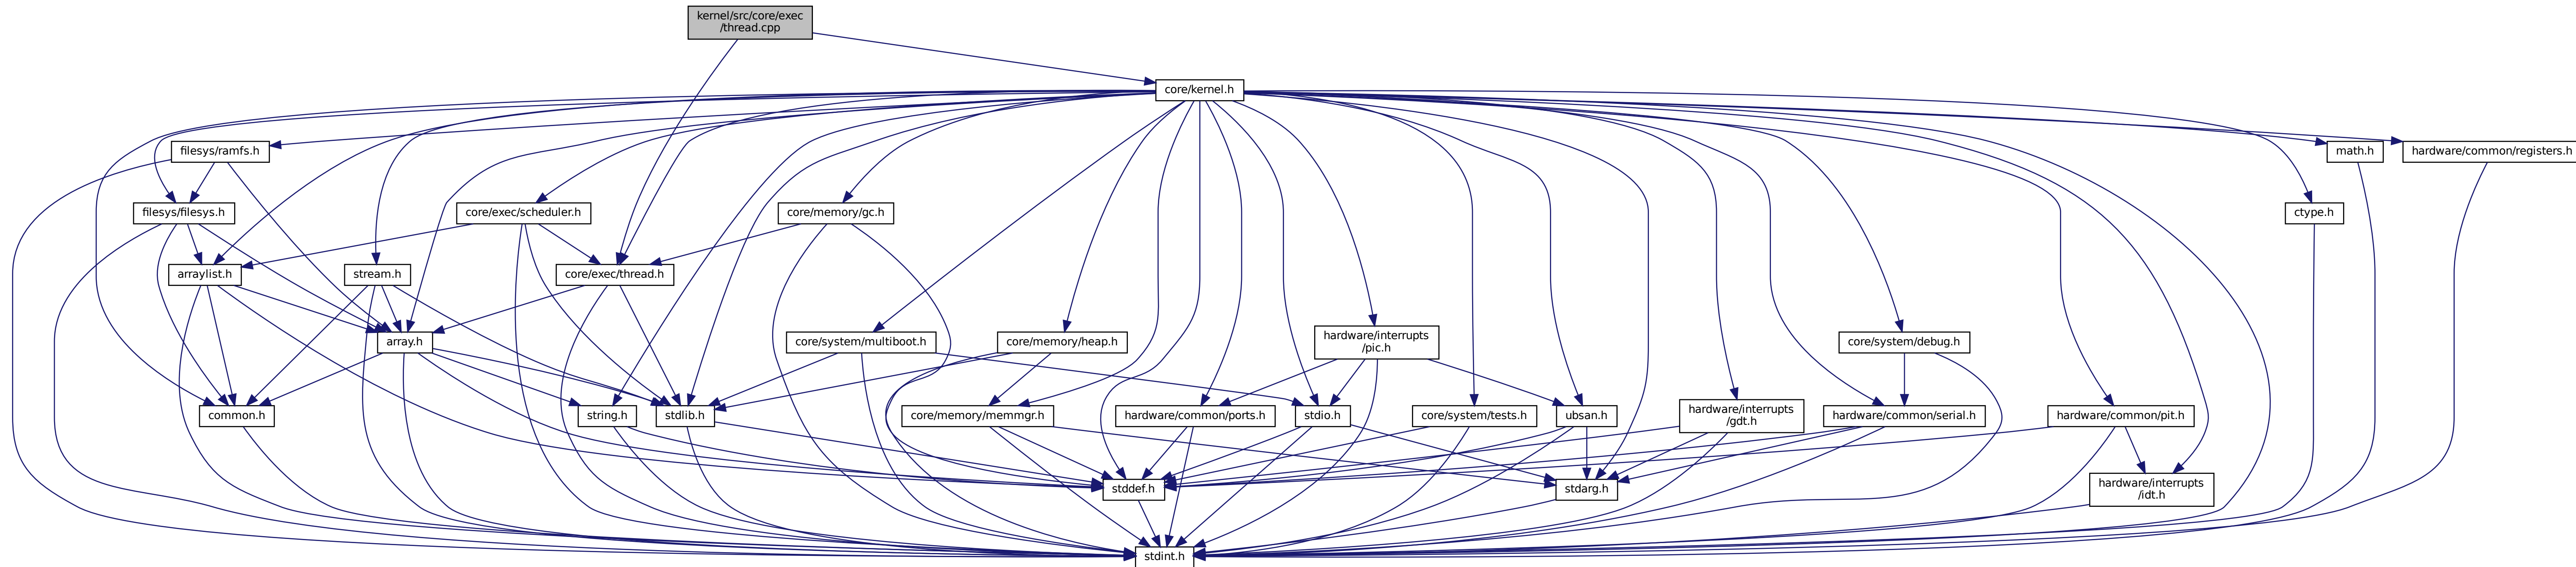 kernel/src/core/exec
/thread.cpp
core/kernel.h
filesys/ramfs.h
math.h
hardware/common/registers.h
filesys/filesys.h
core/exec/scheduler.h
core/memory/gc.h
ctype.h
arraylist.h
stream.h
core/exec/thread.h
array.h
core/system/multiboot.h
core/memory/heap.h
hardware/interrupts
/pic.h
core/system/debug.h
common.h
string.h
stdlib.h
core/memory/memmgr.h
hardware/common/ports.h
stdio.h
core/system/tests.h
ubsan.h
hardware/interrupts
/gdt.h
hardware/common/serial.h
hardware/common/pit.h
stddef.h
stdarg.h
hardware/interrupts
/idt.h
stdint.h